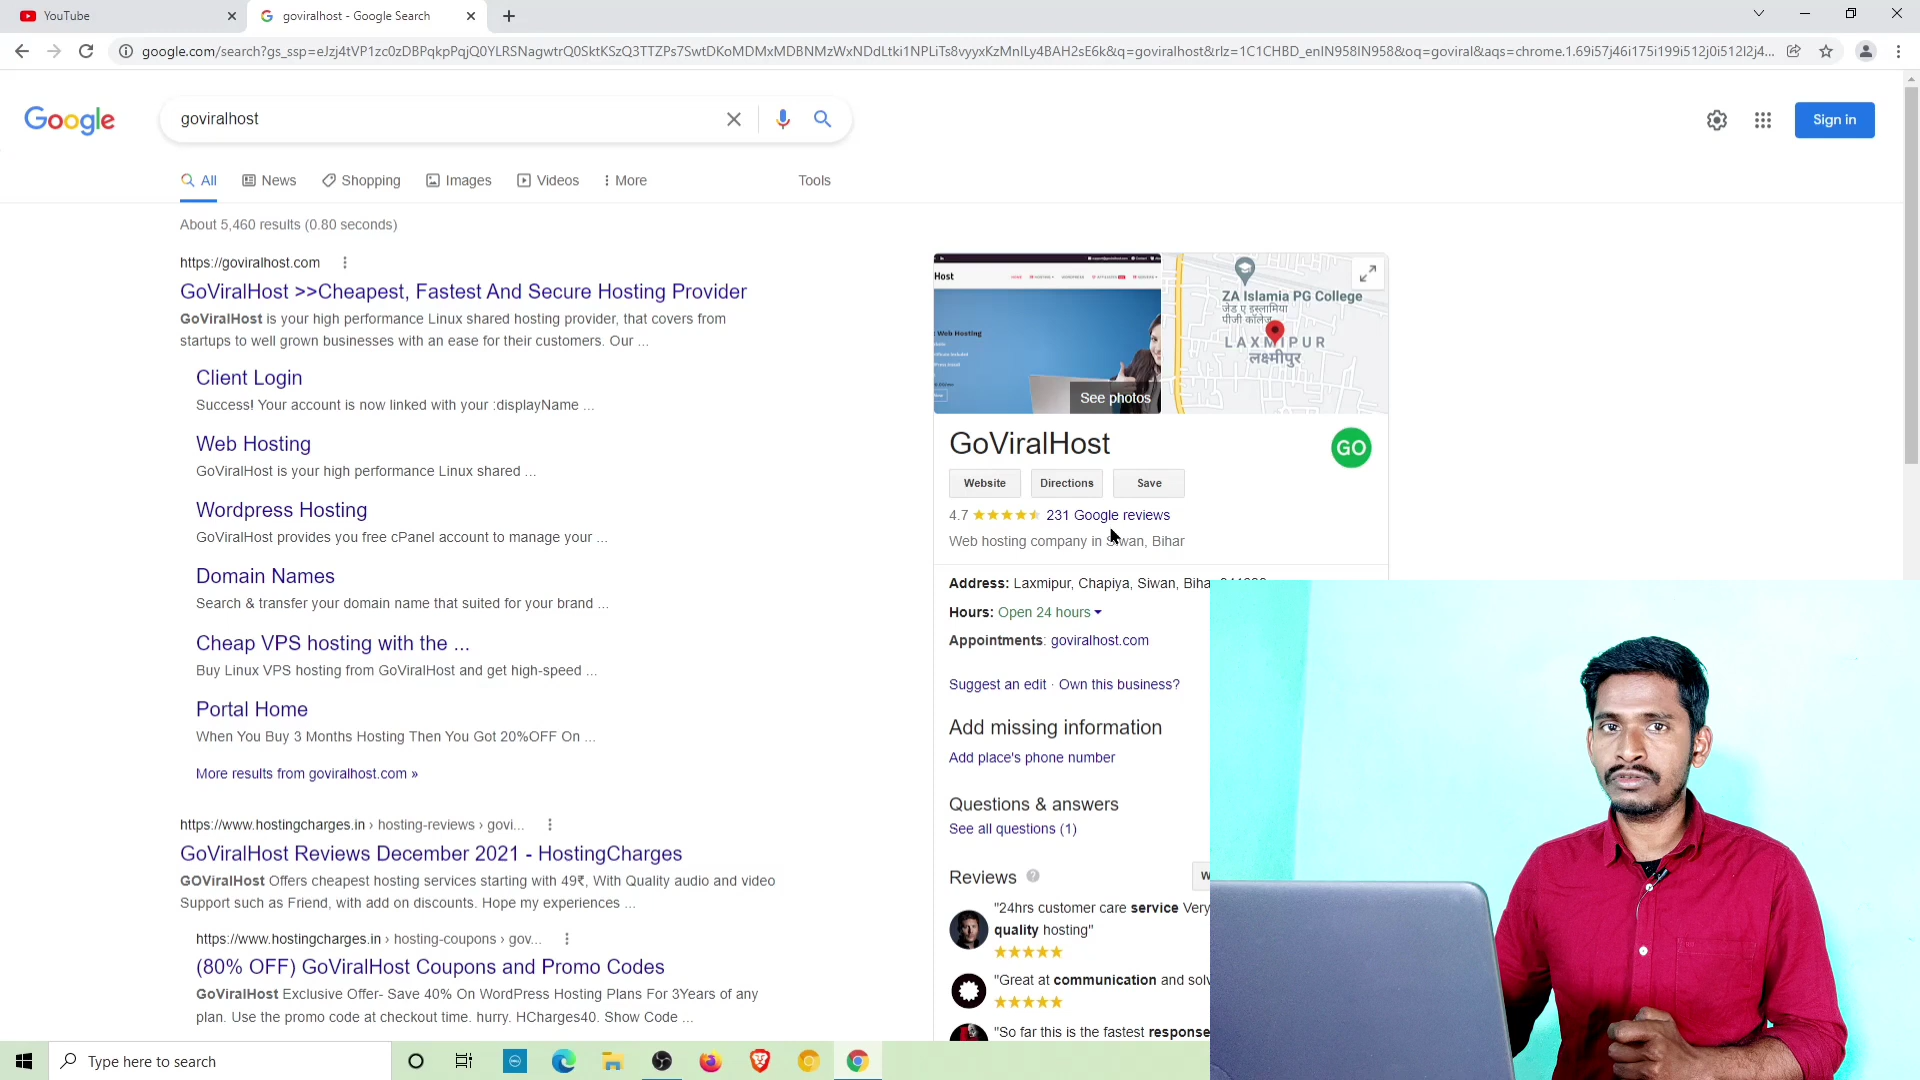 YouTube
goviralhost - Google Search
google.com/search?gs_ssp=eJzj4tVP1zc0zDBPqkpPqjQ0YLRSNagwtrQ0SktKSzQ3TTZPs7SwtDKoMDMxMDBNMzWxNDdLtki1NPLiTs8vyyxKzMnILy4BAH2sE6k&q=goviralhost&rlz=1C1CHBD_enIN958IN958&oq=goviral&aqs=chrome.1.69i57j46i175i199i512j0i512l2j4...
Google
goviralhost
Sign in
All
News
Shopping
Images
Videos
More
Tools
About 5,460 results (0.80 seconds)
https://goviralhost.com
GoViralHost >>Cheapest, Fastest And Secure Hosting Provider
GoViralHost is your high performance Linux shared hosting provider, that covers from
startups to well grown businesses with an ease for their customers. Our ...
Client Login
Success! Your account is now linked with your :displayName ...
Web Hosting
GoViralHost is your high performance Linux shared ...
Wordpress Hosting
GoViralHost provides you free cPanel account to manage your ...
Domain Names
Search & transfer your domain name that suited for your brand ...
Cheap VPS hosting with the ...
Buy Linux VPS hosting from GoViralHost and get high-speed ...
Portal Home
When You Buy 3 Months Hosting Then You Got 20%OFF On ...
More results from goviralhost.com »
https://www.hostingcharges.in › hosting-reviews › govi...
GoViralHost Reviews December 2021 - HostingCharges
GOViralHost Offers cheapest hosting services starting with 49₹, With Quality audio and video
Support such as Friend, with add on discounts. Hope my experiences ...
https://www.hostingcharges.in › hosting-coupons › gov...
(80% OFF) GoViralHost Coupons and Promo Codes
GoViralHost Exclusive Offer- Save 40% On WordPress Hosting Plans For 3Years of any
plan. Use the promo code at checkout time. hurry. HCharges40. Show Code ...
Host
Web Hosting
See photos
ZA Islamia PG College
जेड ए इस्लामिया
पीजी कॉलेज
LAXMIPUR
लक्ष्मीपुर
GoViralHost
GO
Website
Directions
Save
4.7
231 Google reviews
Web hosting company in Siwan, Bihar
Address: Laxmipur, Chapiya, Siwan, Biha
Hours: Open 24 hours
Appointments: goviralhost.com
Suggest an edit · Own this business?
Add missing information
Add place's phone number
Questions & answers
See all questions (1)
Reviews
W
"24hrs customer care service Very
quality hosting"
"Great at communication and solv
"So far this is the fastest response
Type here to search